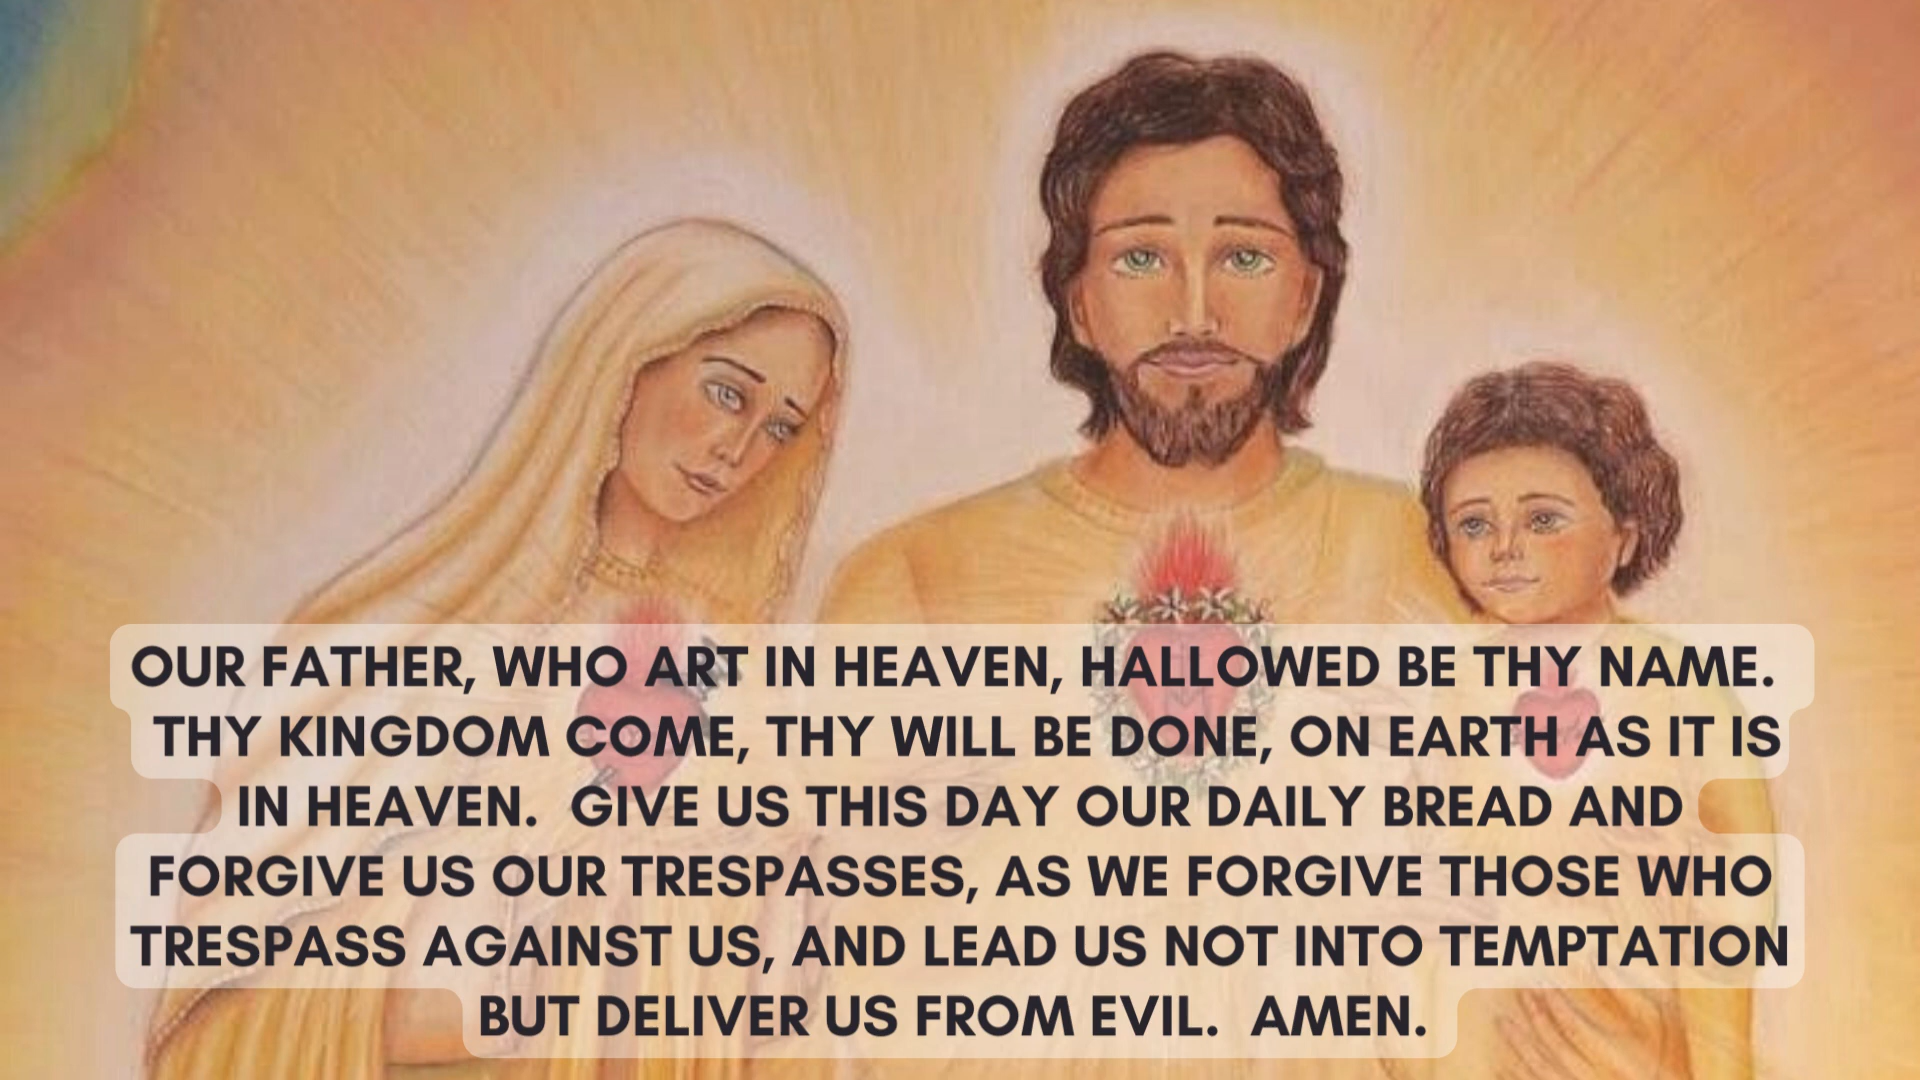 OUR FATHER, WHO ART IN HEAVEN, HALLOWED BE THY NAME.
THY KINGDOM COME, THY WILL BE DONE, ON EARTH AS IT IS
IN HEAVEN. GIVE US THIS DAY OUR DAILY BREAD AND
FORGIVE US OUR TRESPASSES, AS WE FORGIVE THOSE WHO
TRESPASS AGAINST US, AND LEAD US NOT INTO TEMPTATION
BUT DELIVER US FROM EVIL. AMEN.